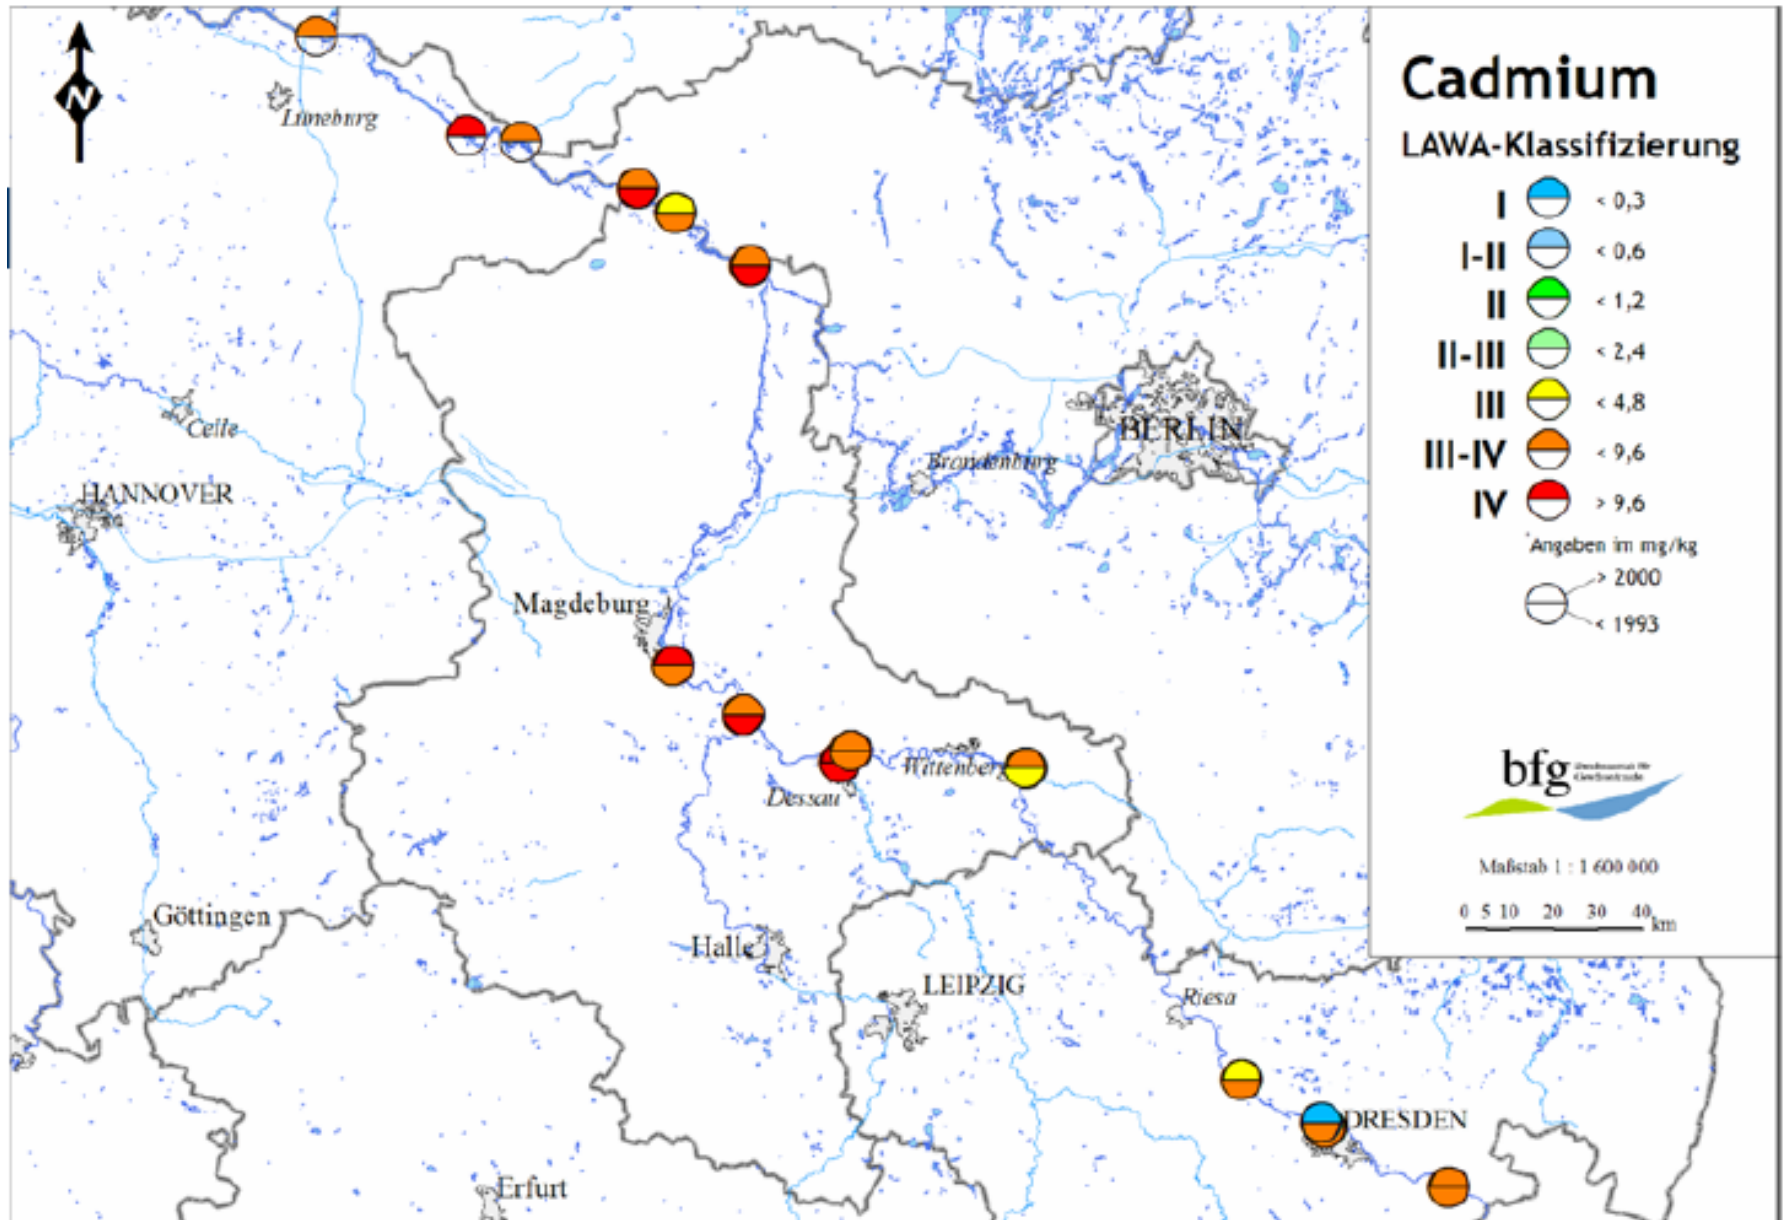 N
Luneburg
Celle
HANNOVER
Magdeburg
BERLIN
Brandenburg
Wittenberg
Dessau
Göttingen
Halle
LEIPZIG
Riesa
DRESDEN
Erfurt
Cadmium
LAWA-Klassifizierung
I < 0,3
I-II < 0,6
II < 1,2
II-III < 2,4
III < 4,8
III-IV < 9,6
IV > 9,6
Angaben im mg/kg
> 2000
< 1993
bfg
Maßstab 1 : 1 600 000
0 5 10 20 30 40 km